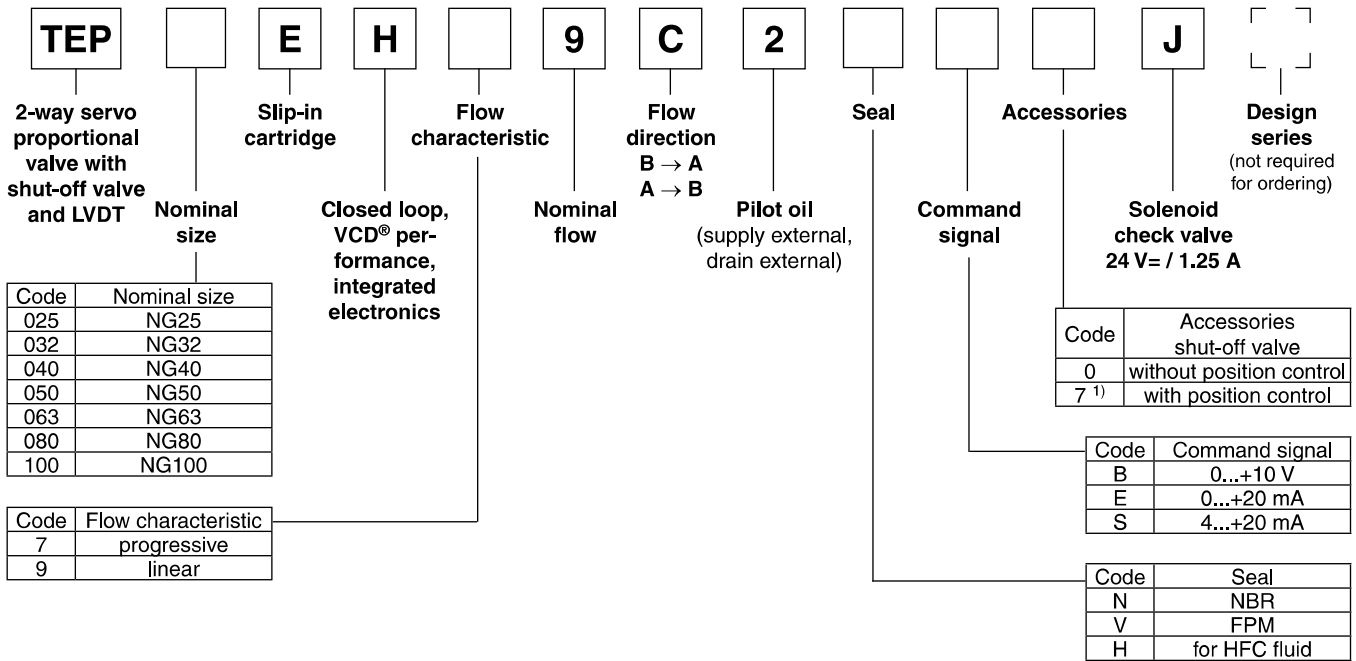 TEP E H 9 C 2 J
2-way servo
proportional
valve with
shut-off valve
and LVDT
Nominal
size
Slip-in
cartridge
Closed loop,
VCD® per-
formance,
integrated
electronics
Flow
characteristic
Nominal
flow
Flow
direction
B → A
A → B
Pilot oil
(supply external,
drain external)
Seal
Command
signal
Accessories
Solenoid
check valve
24 V= / 1.25 A
Design
series
(not required
for ordering)
Code Nominal size
025 NG25
032 NG32
040 NG40
050 NG50
063 NG63
080 NG80
100 NG100
Code Flow characteristic
7 progressive
9 linear
Code Accessories
shut-off valve
0 without position control
7 1) with position control
Code Command signal
B 0...+10 V
E 0...+20 mA
S 4...+20 mA
Code Seal
N NBR
V FPM
H for HFC fluid